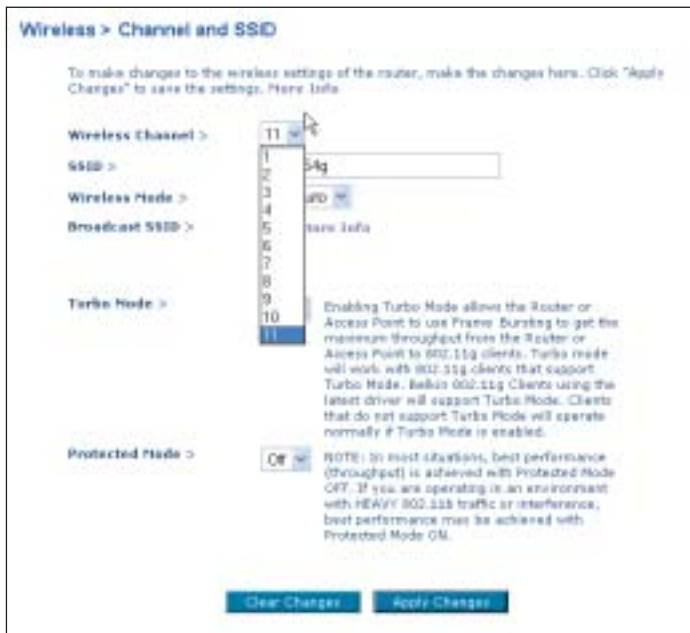 Wireless > Channel and SSID
To make changes to the wireless settings of the router, make the changes here. Click "Apply
Changes" to save the settings. More Info
Wireless Channel >
11
1
2
3
4
5
6
7
8
9
10
11
SSID >
54g
Wireless Mode >
uto
Broadcast SSID >
More Info
Turbo Mode >
Enabling Turbo Mode allows the Router or
Access Point to use Frame Bursting to get the
maximum throughput from the Router or
Access Point to 802.11g clients. Turbo mode
will work with 802.11g clients that support
Turbo Mode. Belkin 802.11g Clients using the
latest driver will support Turbo Mode. Clients
that do not support Turbo Mode will operate
normally if Turbo Mode is enabled.
Protected Mode >
Off
NOTE: In most situations, best performance
(throughput) is achieved with Protected Mode
OFF. If you are operating in an environment
with HEAVY 802.11b traffic or interference,
best performance may be achieved with
Protected Mode ON.
Clear Changes
Apply Changes